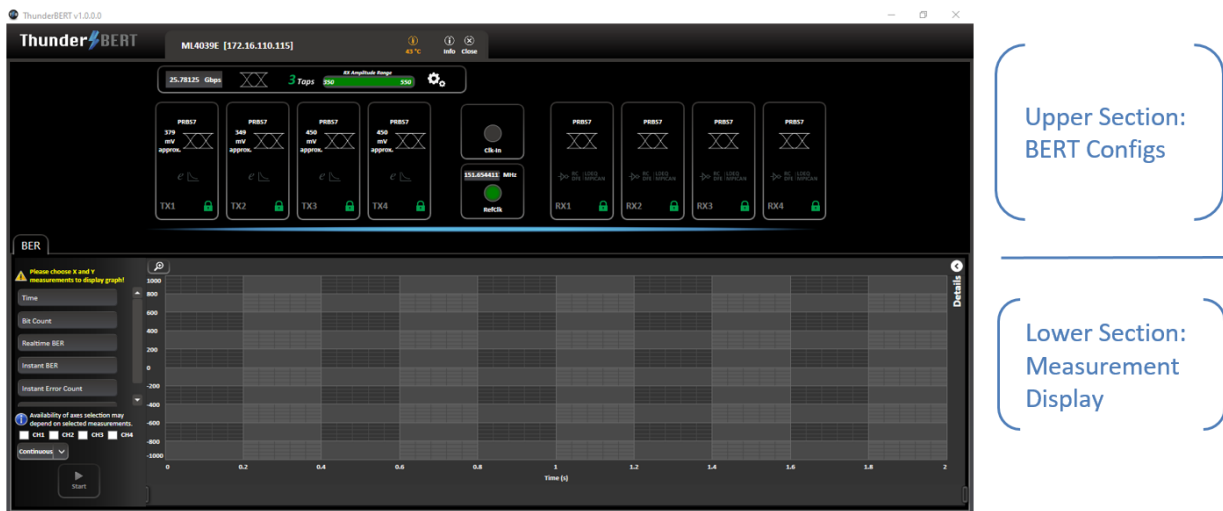 ThunderBERT v1.0.0.0
Thunder BERT
ML4039E [172.16.110.115]
43 °C
Info Close
25.78125 Gbps
3 Taps
RX Amplitude Range
350 550
PRBS7
379
mV
approx.
TX1
PRBS7
349
mV
approx.
TX2
PRBS7
450
mV
approx.
TX3
PRBS7
450
mV
approx.
TX4
Clk-In
151.654411 MHz
RefClk
PRBS7
RX1
PRBS7
RX2
PRBS7
RX3
PRBS7
RX4
Upper Section:
BERT Configs
BER
Please choose X and Y
measurements to display graph!
Time
Bit Count
Realtime BER
Instant BER
Instant Error Count
Availability of axes selection may
depend on selected measurements.
CH1 CH2 CH3 CH4
Continuous
Start
1000
800
600
400
200
0
-200
-400
-600
-800
-1000
0 0.2 0.4 0.6 0.8 1 1.2 1.4 1.6 1.8 2
Time (s)
Details
Lower Section:
Measurement
Display